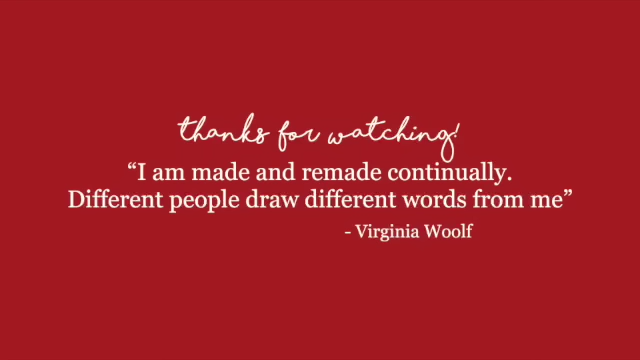 thanks for watching!
“I am made and remade continually.
Different people draw different words from me”
- Virginia Woolf